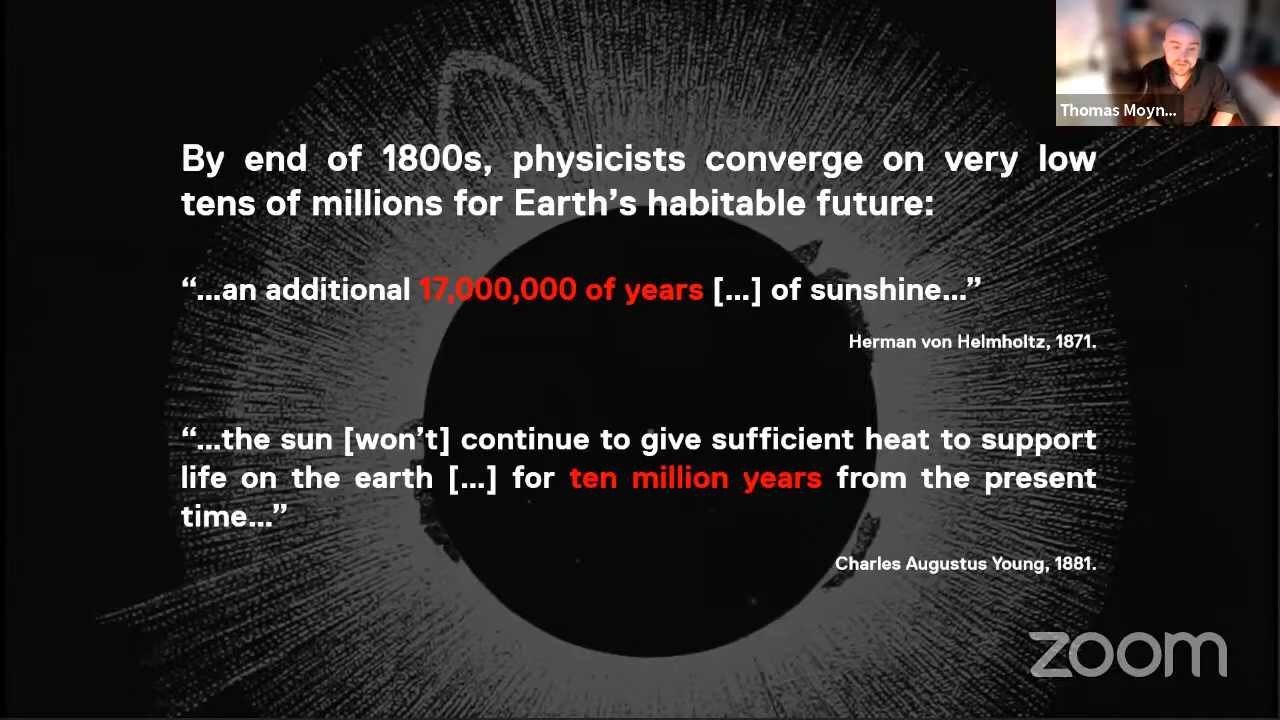 Thomas Moyn...
By end of 1800s, physicists converge on very low
tens of millions for Earth’s habitable future:
“...an additional 17,000,000 of years [...] of sunshine...”
Herman von Helmholtz, 1871.
“...the sun [won’t] continue to give sufficient heat to support
life on the earth [...] for ten million years from the present
time...”
Charles Augustus Young, 1881.
zoom